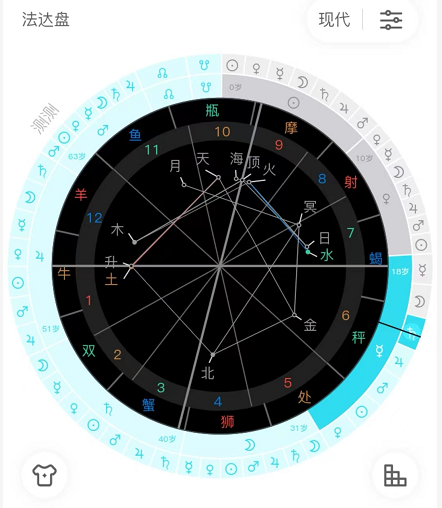 法达盘
现代
测测
0岁
10岁
18岁
31岁
40岁
51岁
63岁
瓶
摩
射
蝎
秤
处
狮
蟹
双
牛
羊
鱼
10
9
8
7
6
5
4
3
2
1
12
11
月
天
海
顶
火
冥
日
水
金
北
土
升
木